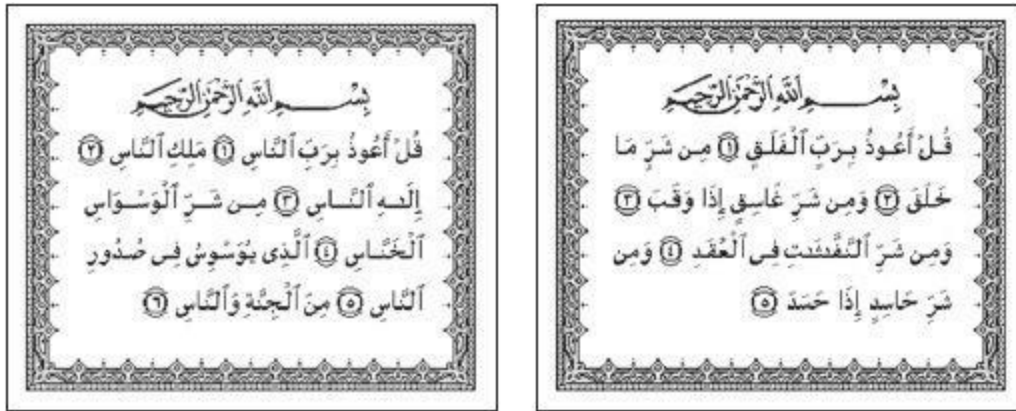 بِسْمِ ٱللَّهِ ٱلرَّحْمَٰنِ ٱلرَّحِيمِ
قُلْ أَعُوذُ بِرَبِّ ٱلْفَلَقِ ١ مِن شَرِّ مَا
خَلَقَ ٢ وَمِن شَرِّ غَاسِقٍ إِذَا وَقَبَ ٣
وَمِن شَرِّ ٱلنَّفَّٰثَٰتِ فِى ٱلْعُقَدِ ٤ وَمِن
شَرِّ حَاسِدٍ إِذَا حَسَدَ ٥
بِسْمِ ٱللَّهِ ٱلرَّحْمَٰنِ ٱلرَّحِيمِ
قُلْ أَعُوذُ بِرَبِّ ٱلنَّاسِ ١ مَلِكِ ٱلنَّاسِ ٢
إِلَٰهِ ٱلنَّاسِ ٣ مِن شَرِّ ٱلْوَسْوَاسِ
ٱلْخَنَّاسِ ٤ ٱلَّذِى يُوَسْوِسُ فِى صُدُورِ
ٱلنَّاسِ ٥ مِنَ ٱلْجِنَّةِ وَٱلنَّاسِ ٦